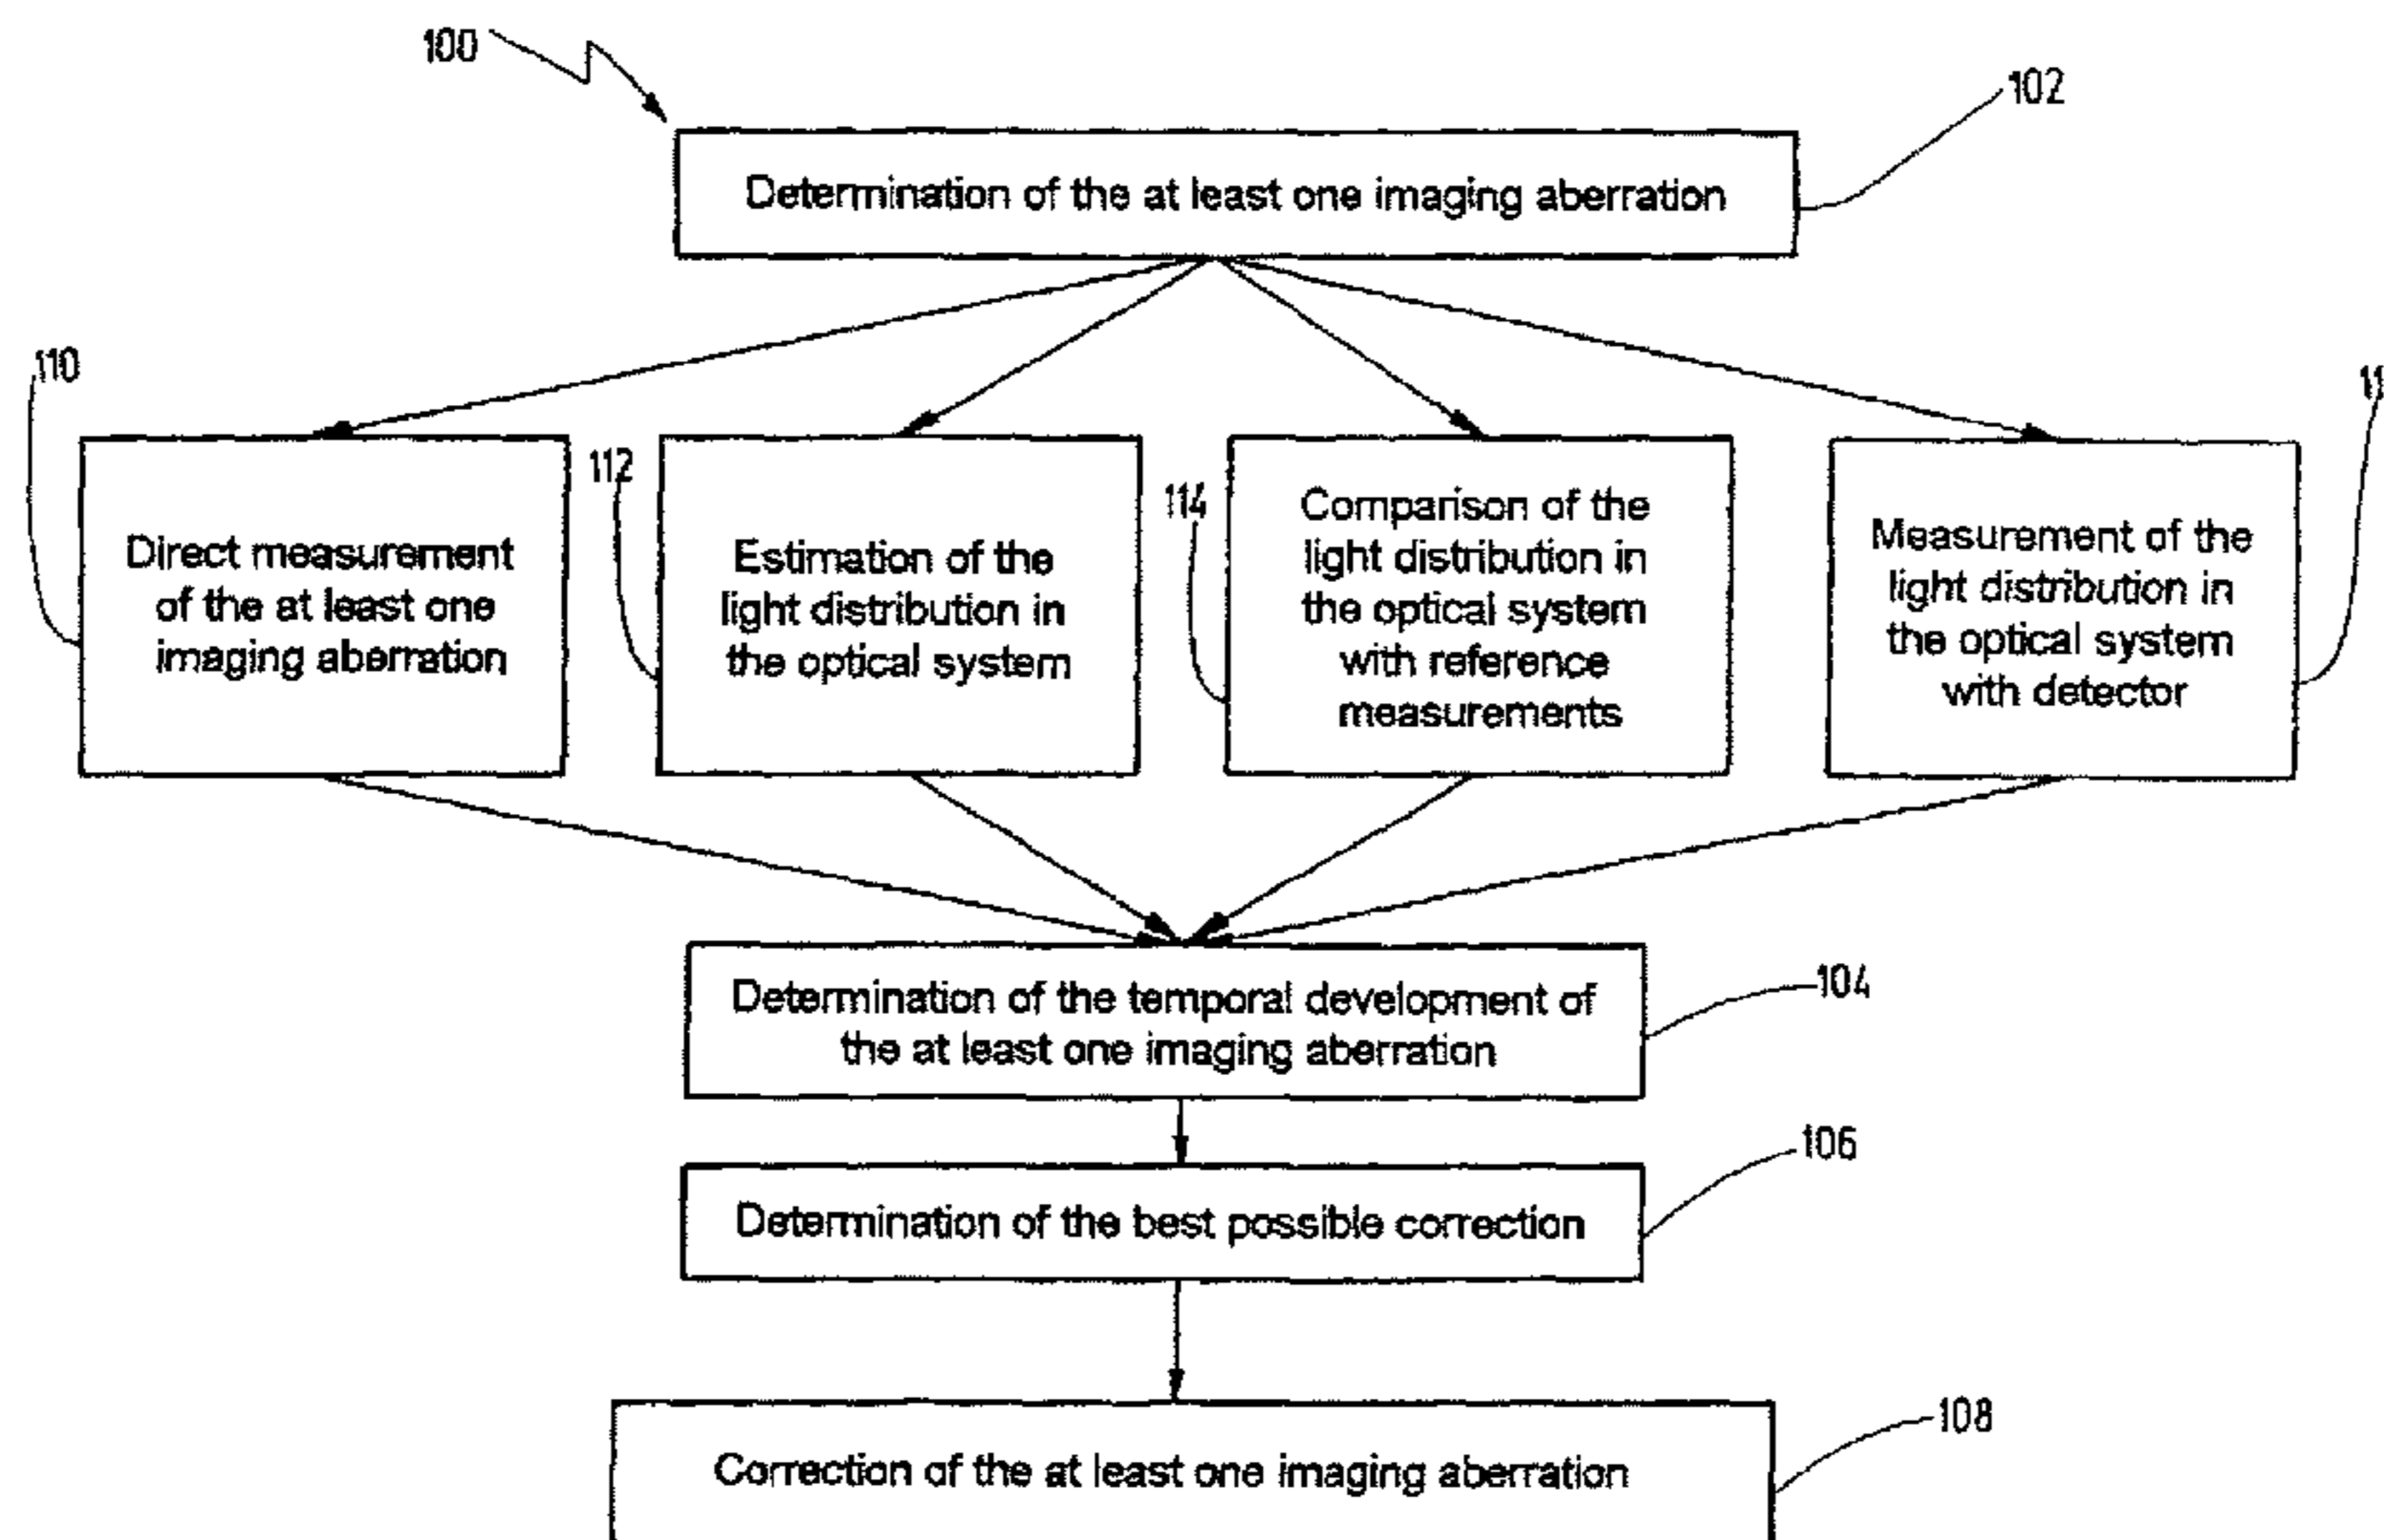 100
102
Determination of the at least one imaging aberration
110
11
112
114
Direct measurement
of the at least one
imaging aberration
Estimation of the
light distribution in
the optical system
Comparison of the
light distribution in
the optical system
with reference
measurements
Measurement of the
light distribution in
the optical system
with detector
Determination of the temporal development of
the at least one imaging aberration
104
106
Determination of the best possible correction
108
Correction of the at least one imaging aberration